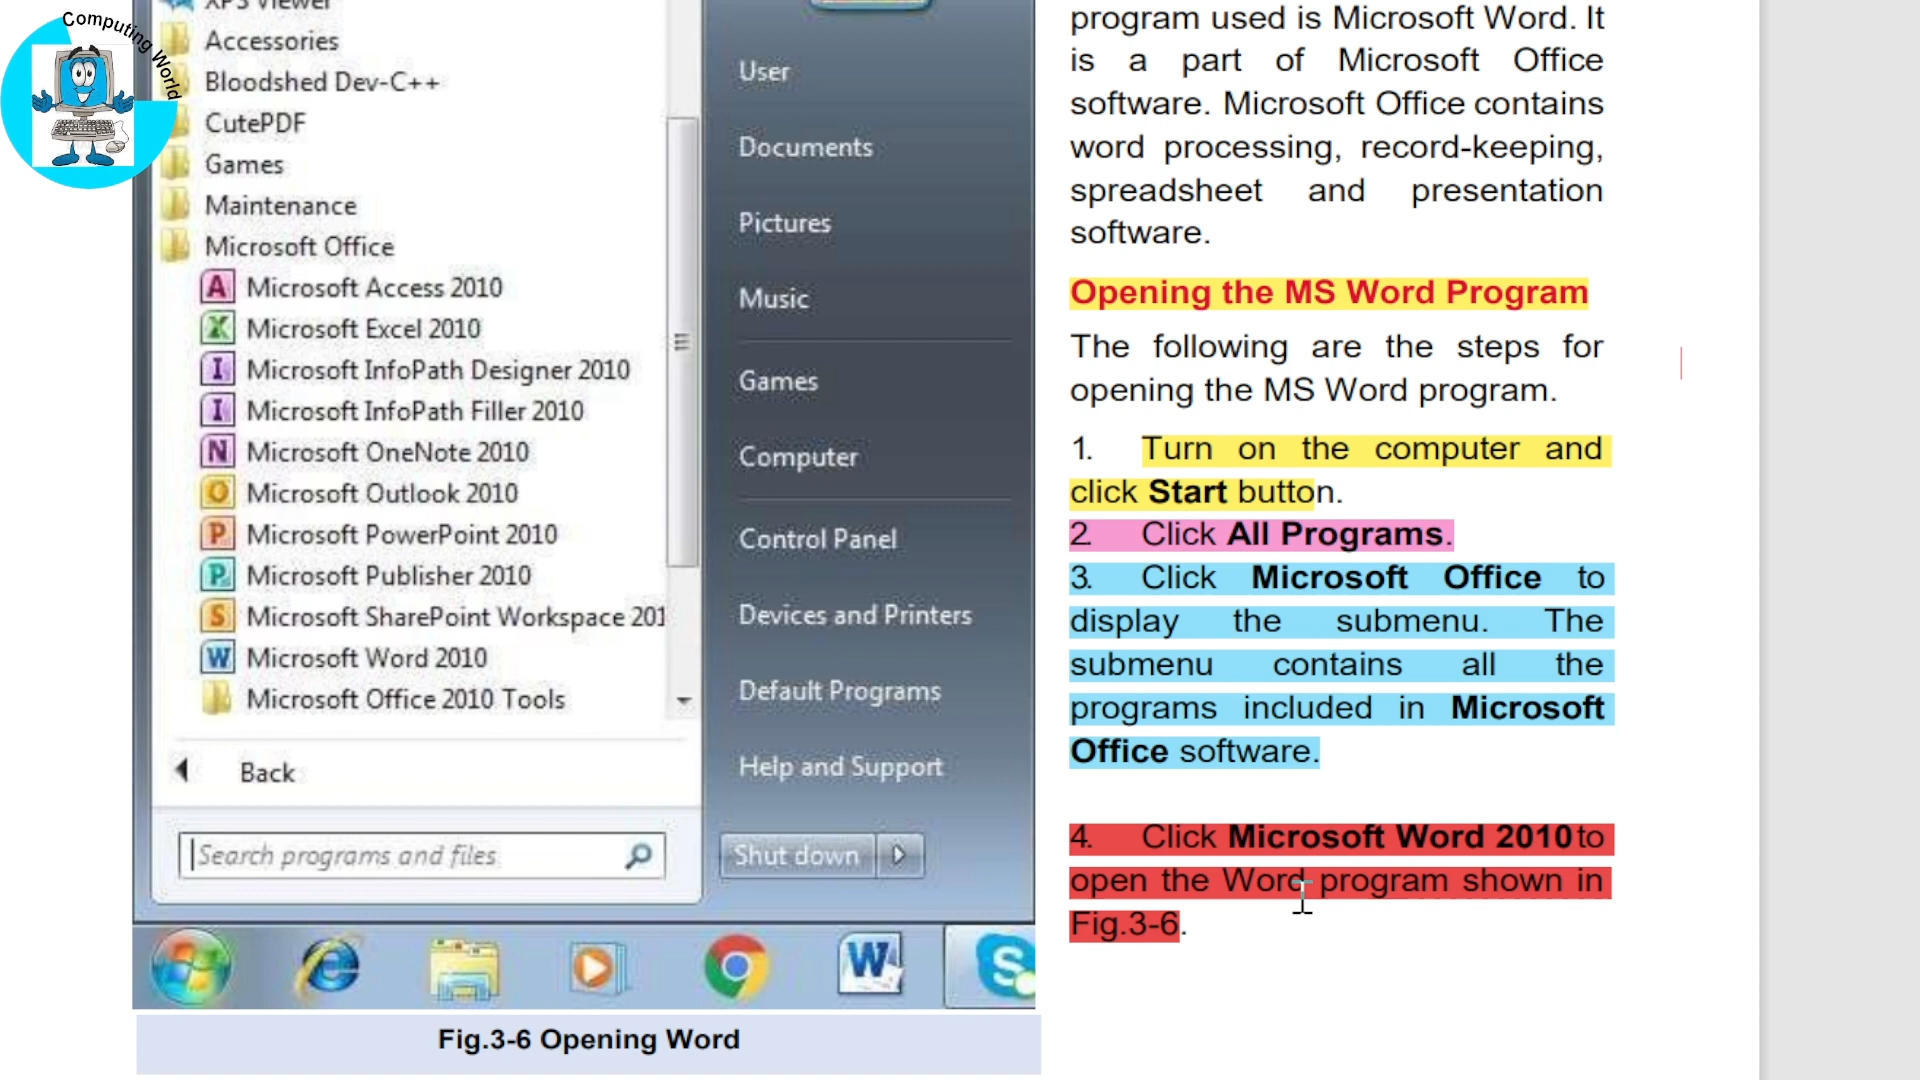 Computing World
XPS Viewer
Accessories
Bloodshed Dev-C++
CutePDF
Games
Maintenance
Microsoft Office
Microsoft Access 2010
Microsoft Excel 2010
Microsoft InfoPath Designer 2010
Microsoft InfoPath Filler 2010
Microsoft OneNote 2010
Microsoft Outlook 2010
Microsoft PowerPoint 2010
Microsoft Publisher 2010
Microsoft SharePoint Workspace 201
Microsoft Word 2010
Microsoft Office 2010 Tools
Back
Search programs and files
User
Documents
Pictures
Music
Games
Computer
Control Panel
Devices and Printers
Default Programs
Help and Support
Shut down
Fig.3-6 Opening Word
program used is Microsoft Word. It
is a part of Microsoft Office
software. Microsoft Office contains
word processing, record-keeping,
spreadsheet and presentation
software.
Opening the MS Word Program
The following are the steps for
opening the MS Word program.
1. Turn on the computer and
click Start button.
2. Click All Programs.
3. Click Microsoft Office to
display the submenu. The
submenu contains all the
programs included in Microsoft
Office software.
4. Click Microsoft Word 2010 to
open the Word program shown in
Fig.3-6.